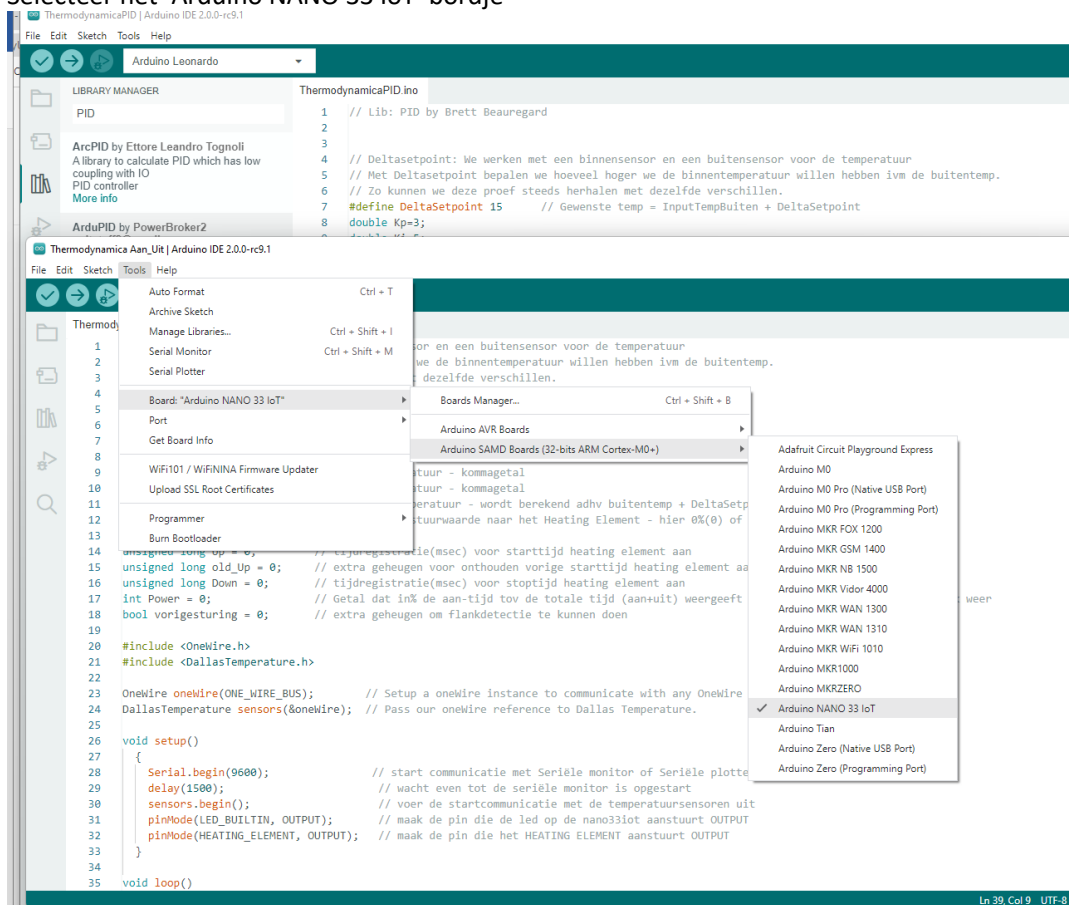 Selecteer het "Arduino NANO 33 IoT" bordje
ThermodynamicaPID | Arduino IDE 2.0.0-rc9.1
File Edit Sketch Tools Help
Arduino Leonardo
LIBRARY MANAGER
PID
ArcPID by Ettore Leandro Tognoli
A library to calculate PID which has low
coupling with IO
PID controller
More info
ArduPID by PowerBroker2
ThermodynamicaPID.ino
1 // Lib: PID by Brett Beauregard
2
3
4 // Deltasetpoint: We werken met een binnensensor en een buitensensor voor de temperatuur
5 // Met Deltasetpoint bepalen we hoeveel hoger we de binnentemperatuur willen hebben ivm de buitentemp.
6 // Zo kunnen we deze proef steeds herhalen met dezelfde verschillen.
7 #define DeltaSetpoint 15 // Gewenste temp = InputTempBuiten + DeltaSetpoint
8 double Kp=3;
Thermodynamica Aan_Uit | Arduino IDE 2.0.0-rc9.1
File Edit Sketch Tools Help
Auto Format Ctrl + T
Archive Sketch
Manage Libraries... Ctrl + Shift + I
Serial Monitor Ctrl + Shift + M
Serial Plotter
Board: "Arduino NANO 33 IoT"
Port
Get Board Info
WiFi101 / WiFiNINA Firmware Updater
Upload SSL Root Certificates
Programmer
Burn Bootloader
Boards Manager... Ctrl + Shift + B
Arduino AVR Boards
Arduino SAMD Boards (32-bits ARM Cortex-M0+)
Adafruit Circuit Playground Express
Arduino M0
Arduino M0 Pro (Native USB Port)
Arduino M0 Pro (Programming Port)
Arduino MKR FOX 1200
Arduino MKR GSM 1400
Arduino MKR NB 1500
Arduino MKR Vidor 4000
Arduino MKR WAN 1300
Arduino MKR WAN 1310
Arduino MKR WiFi 1010
Arduino MKR1000
Arduino MKRZERO
Arduino NANO 33 IoT
Arduino Tian
Arduino Zero (Native USB Port)
Arduino Zero (Programming Port)
Thermody
1 or en een buitensensor voor de temperatuur
2 we de binnentemperatuur willen hebben ivm de buitentemp.
3 dezelfde verschillen.
4
5
6
7
8
9 tuur - kommagetal
10 tuur - kommagetal
11 peratuur - wordt berekend adhv buitentemp + DeltaSetp
12 stuurwaarde naar het Heating Element - hier 0%(0) of
13
14 unsigned long Up = 0; // tijdregistratie(msec) voor starttijd heating element aan
15 unsigned long old_Up = 0; // extra geheugen voor onthouden vorige starttijd heating element aa
16 unsigned long Down = 0; // tijdregistratie(msec) voor stoptijd heating element aan
17 int Power = 0; // Getal dat in% de aan-tijd tov de totale tijd (aan+uit) weergeeft weer
18 bool vorigesturing = 0; // extra geheugen om flankdetectie te kunnen doen
19
20 #include <OneWire.h>
21 #include <DallasTemperature.h>
22
23 OneWire oneWire(ONE_WIRE_BUS); // Setup a oneWire instance to communicate with any OneWire
24 DallasTemperature sensors(&oneWire); // Pass our oneWire reference to Dallas Temperature.
25
26 void setup()
27 {
28 Serial.begin(9600); // start communicatie met Seriële monitor of Seriële plotte
29 delay(1500); // wacht even tot de seriële monitor is opgestart
30 sensors.begin(); // voer de startcommunicatie met de temperatuursensoren uit
31 pinMode(LED_BUILTIN, OUTPUT); // maak de pin die de led op de nano33iot aanstuurt OUTPUT
32 pinMode(HEATING_ELEMENT, OUTPUT); // maak de pin die het HEATING ELEMENT aanstuurt OUTPUT
33 }
34
35 void loop()
Ln 39, Col 9 UTF-8